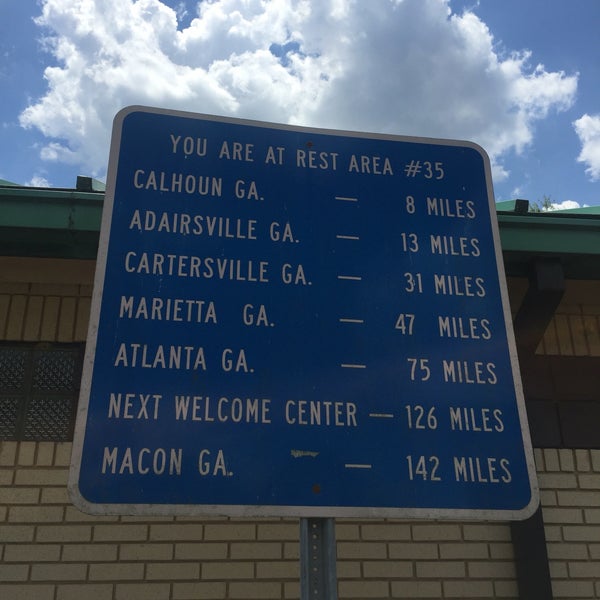 YOU ARE AT REST AREA #35
CALHOUN GA. — 8 MILES
ADAIRSVILLE GA. — 13 MILES
CARTERSVILLE GA. — 31 MILES
MARIETTA GA. — 47 MILES
ATLANTA GA. — 75 MILES
NEXT WELCOME CENTER — 126 MILES
MACON GA. — 142 MILES